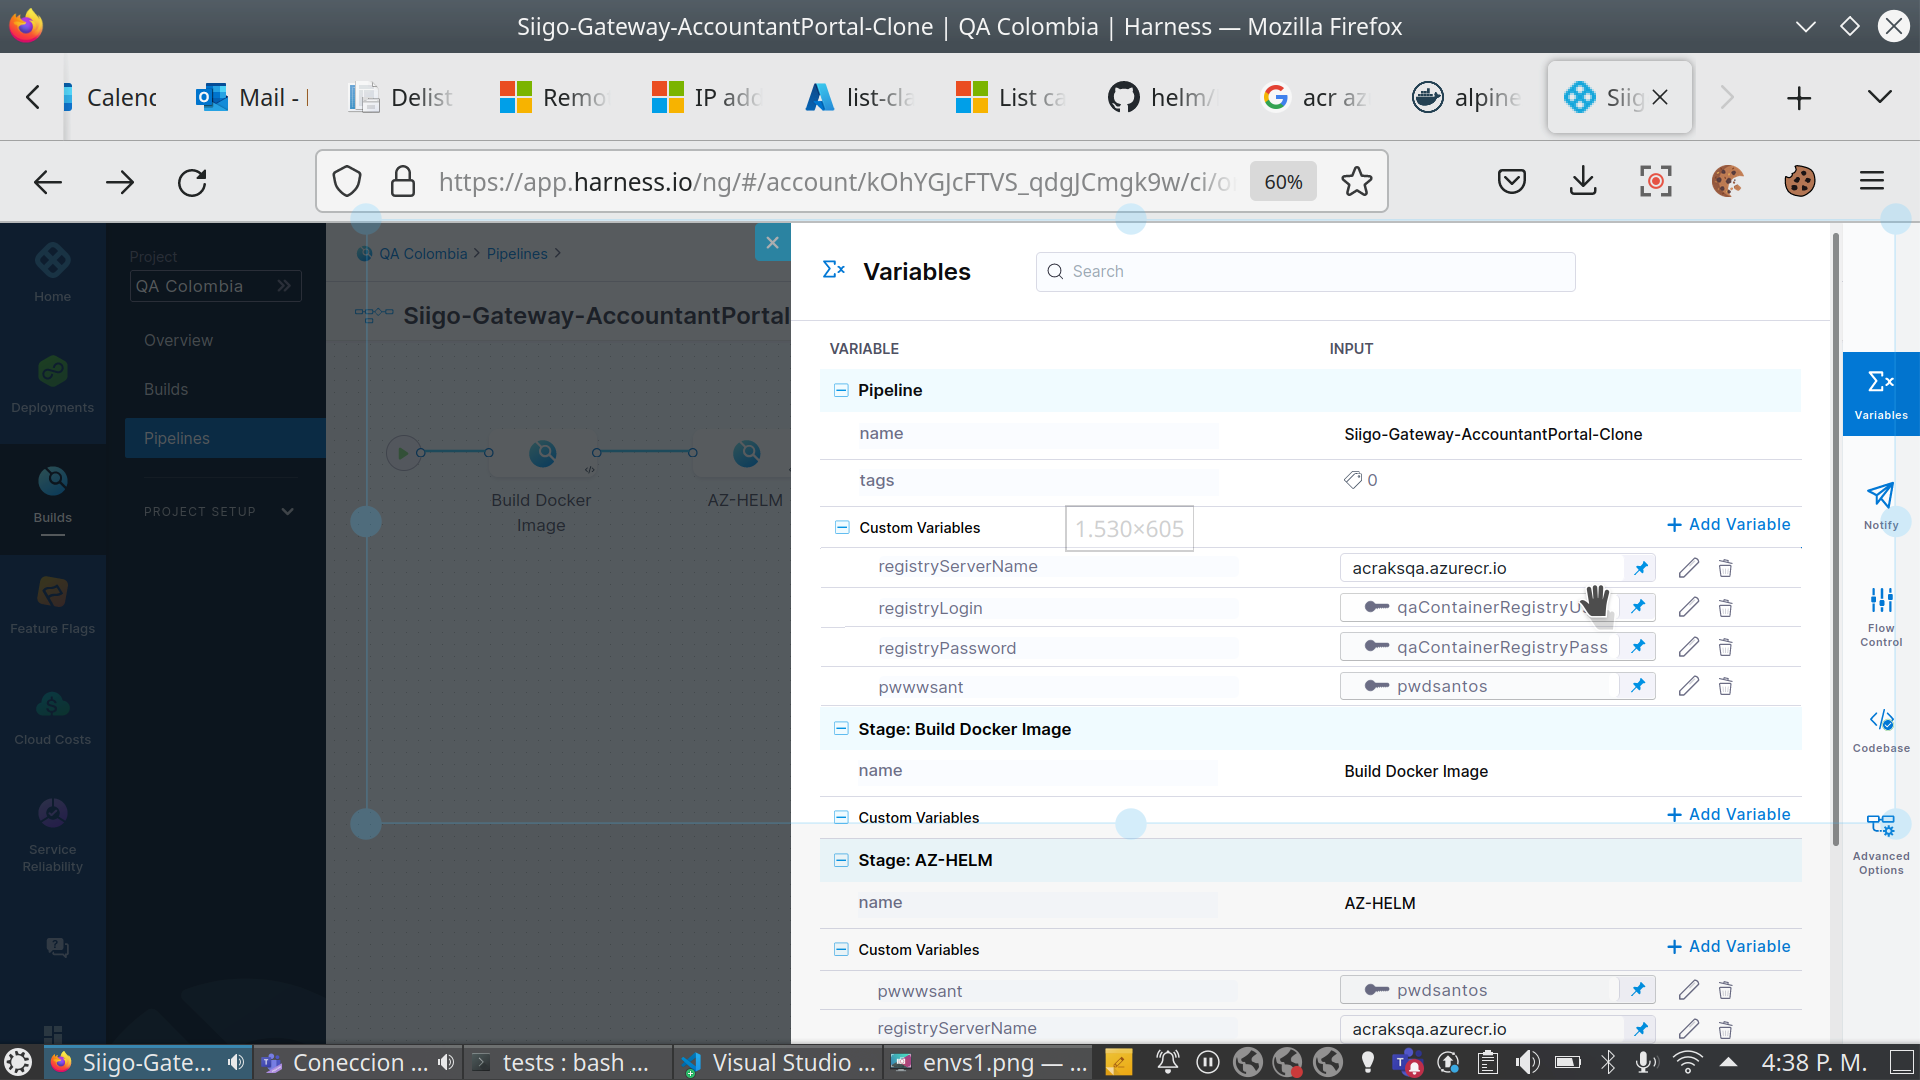 Siigo-Gateway-AccountantPortal-Clone | QA Colombia | Harness — Mozilla Firefox
Calenc
Mail -
Delist
Remo
IP add
list-cla
List ca
helm/
acr az
alpine
Siig
https://app.harness.io/ng/#/account/kOhYGJcFTVS_qdgJCmgk9w/ci/o
60%
Home
Deployments
Builds
Feature Flags
Cloud Costs
Service
Reliability
Project
QA Colombia
Overview
Builds
Pipelines
PROJECT SETUP
QA Colombia > Pipelines >
Siigo-Gateway-AccountantPortal
Build Docker
Image
AZ-HELM
Variables
Search
VARIABLE INPUT
Pipeline
name Siigo-Gateway-AccountantPortal-Clone
tags 0
Custom Variables + Add Variable
1.530×605
registryServerName acraksqa.azurecr.io
registryLogin qaContainerRegistryU
registryPassword qaContainerRegistryPass
pwwwsant pwdsantos
Stage: Build Docker Image
name Build Docker Image
Custom Variables + Add Variable
Stage: AZ-HELM
name AZ-HELM
Custom Variables + Add Variable
pwwwsant pwdsantos
registryServerName acraksqa.azurecr.io
Variables
Notify
Flow
Control
Codebase
Advanced
Options
Siigo-Gate...
Coneccion ...
tests : bash ...
Visual Studio ...
envs1.png — ...
4:38 P. M.